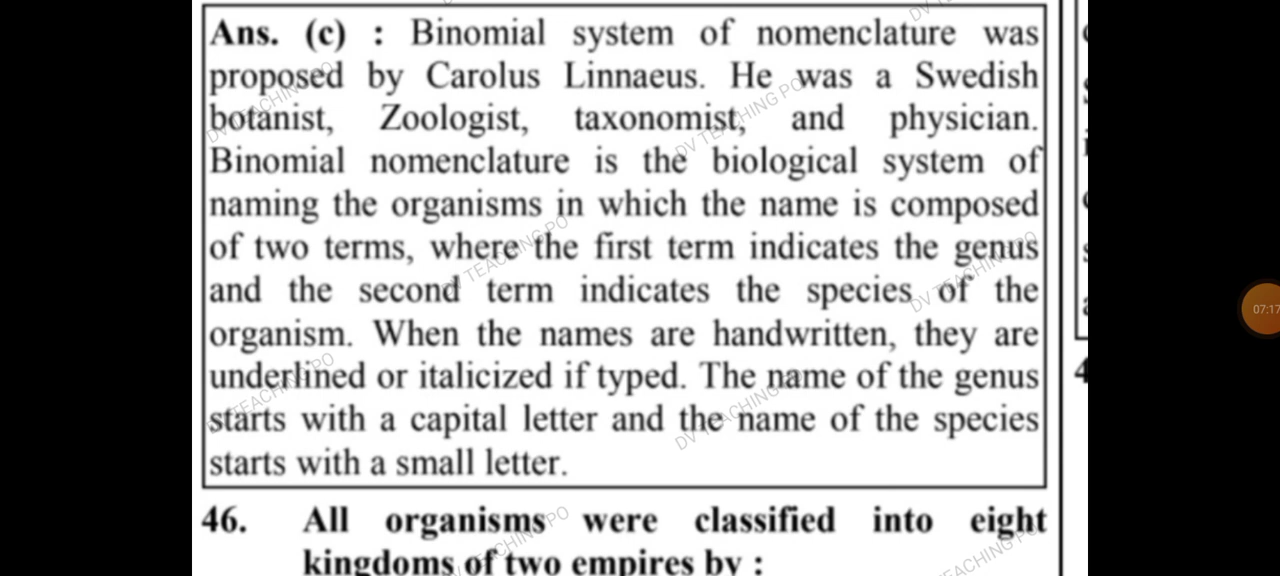 Ans. (c) : Binomial system of nomenclature was
proposed by Carolus Linnaeus. He was a Swedish
botanist, Zoologist, taxonomist, and physician.
Binomial nomenclature is the biological system of
naming the organisms in which the name is composed
of two terms, where the first term indicates the genus
and the second term indicates the species of the
organism. When the names are handwritten, they are
underlined or italicized if typed. The name of the genus
starts with a capital letter and the name of the species
starts with a small letter.
46. All organisms were classified into eight
kingdoms of two empires by :
07:17
DV TEACHING PO